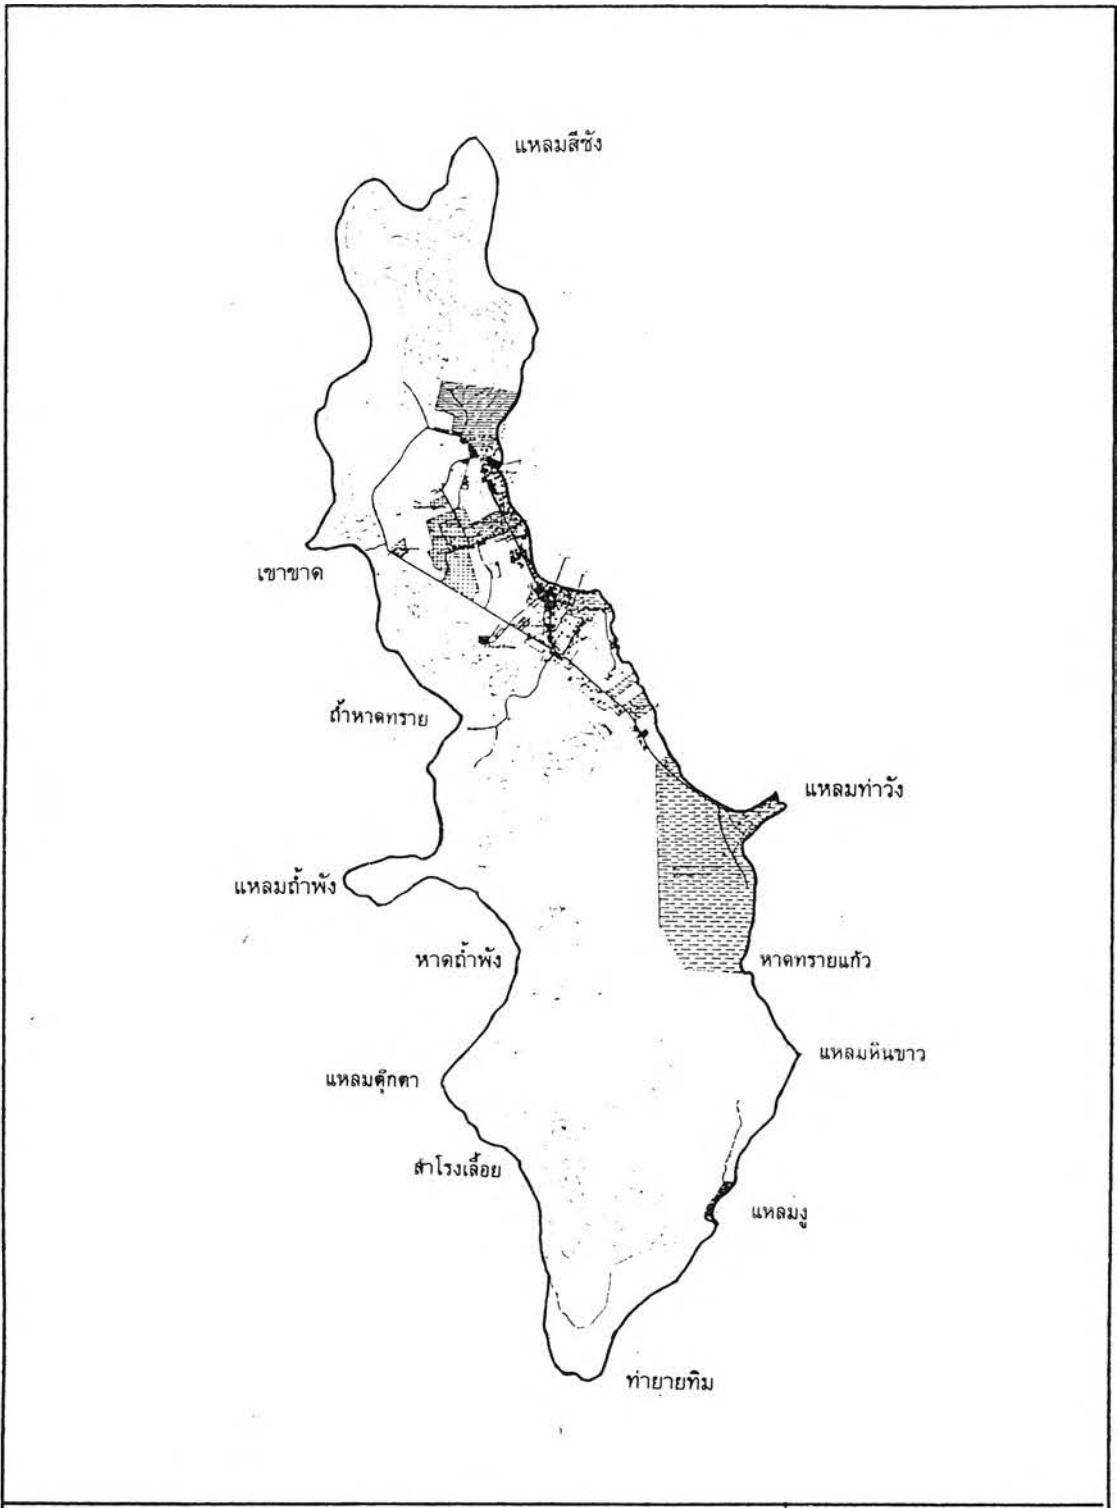 แหลมสีชัง
เขาขาด
ถ้ำหาดทราย
แหลมท่าวัง
แหลมถ้ำพัง
หาดถ้ำพัง
หาดทรายแก้ว
แหลมหินขาว
แหลมตุ๊กตา
สำโรงเลื้อย
แหลมงู
ท่ายายทิม